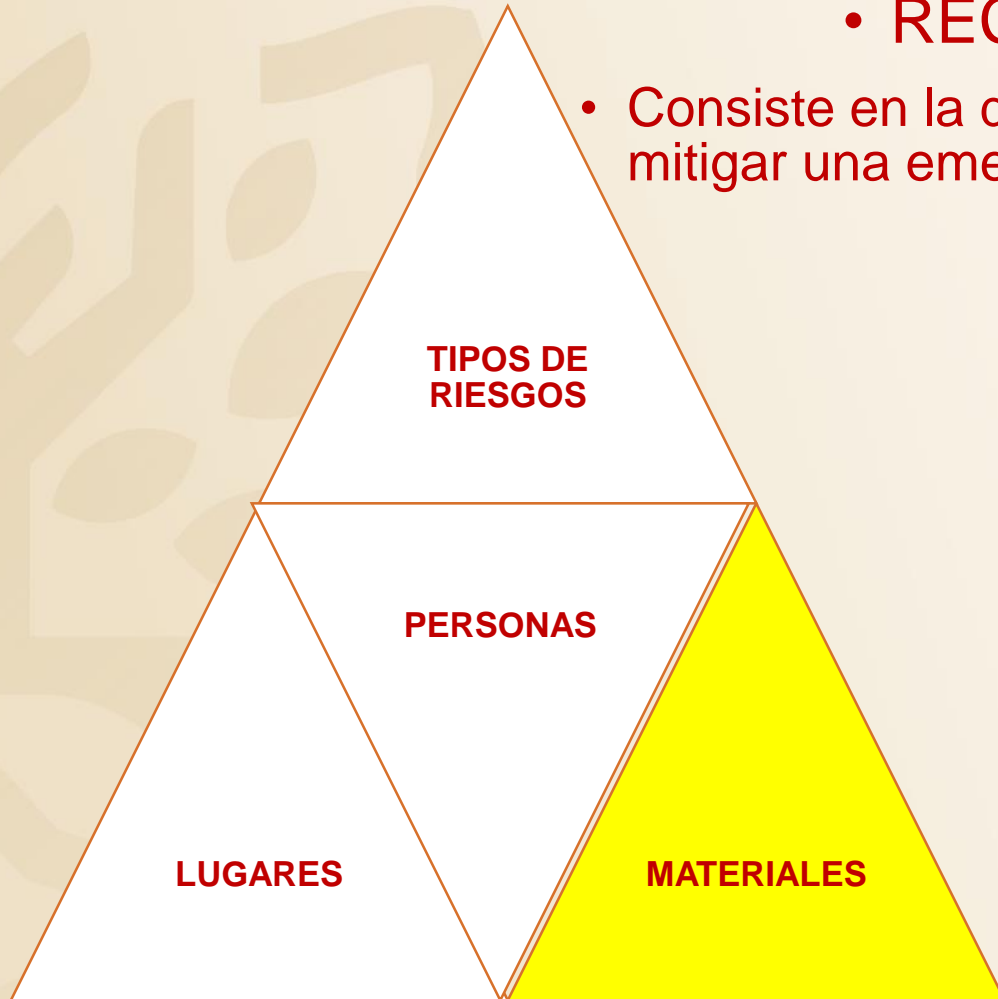 • REC
• Consiste en la
mitigar una eme
TIPOS DE
RIESGOS
PERSONAS
LUGARES
MATERIALES